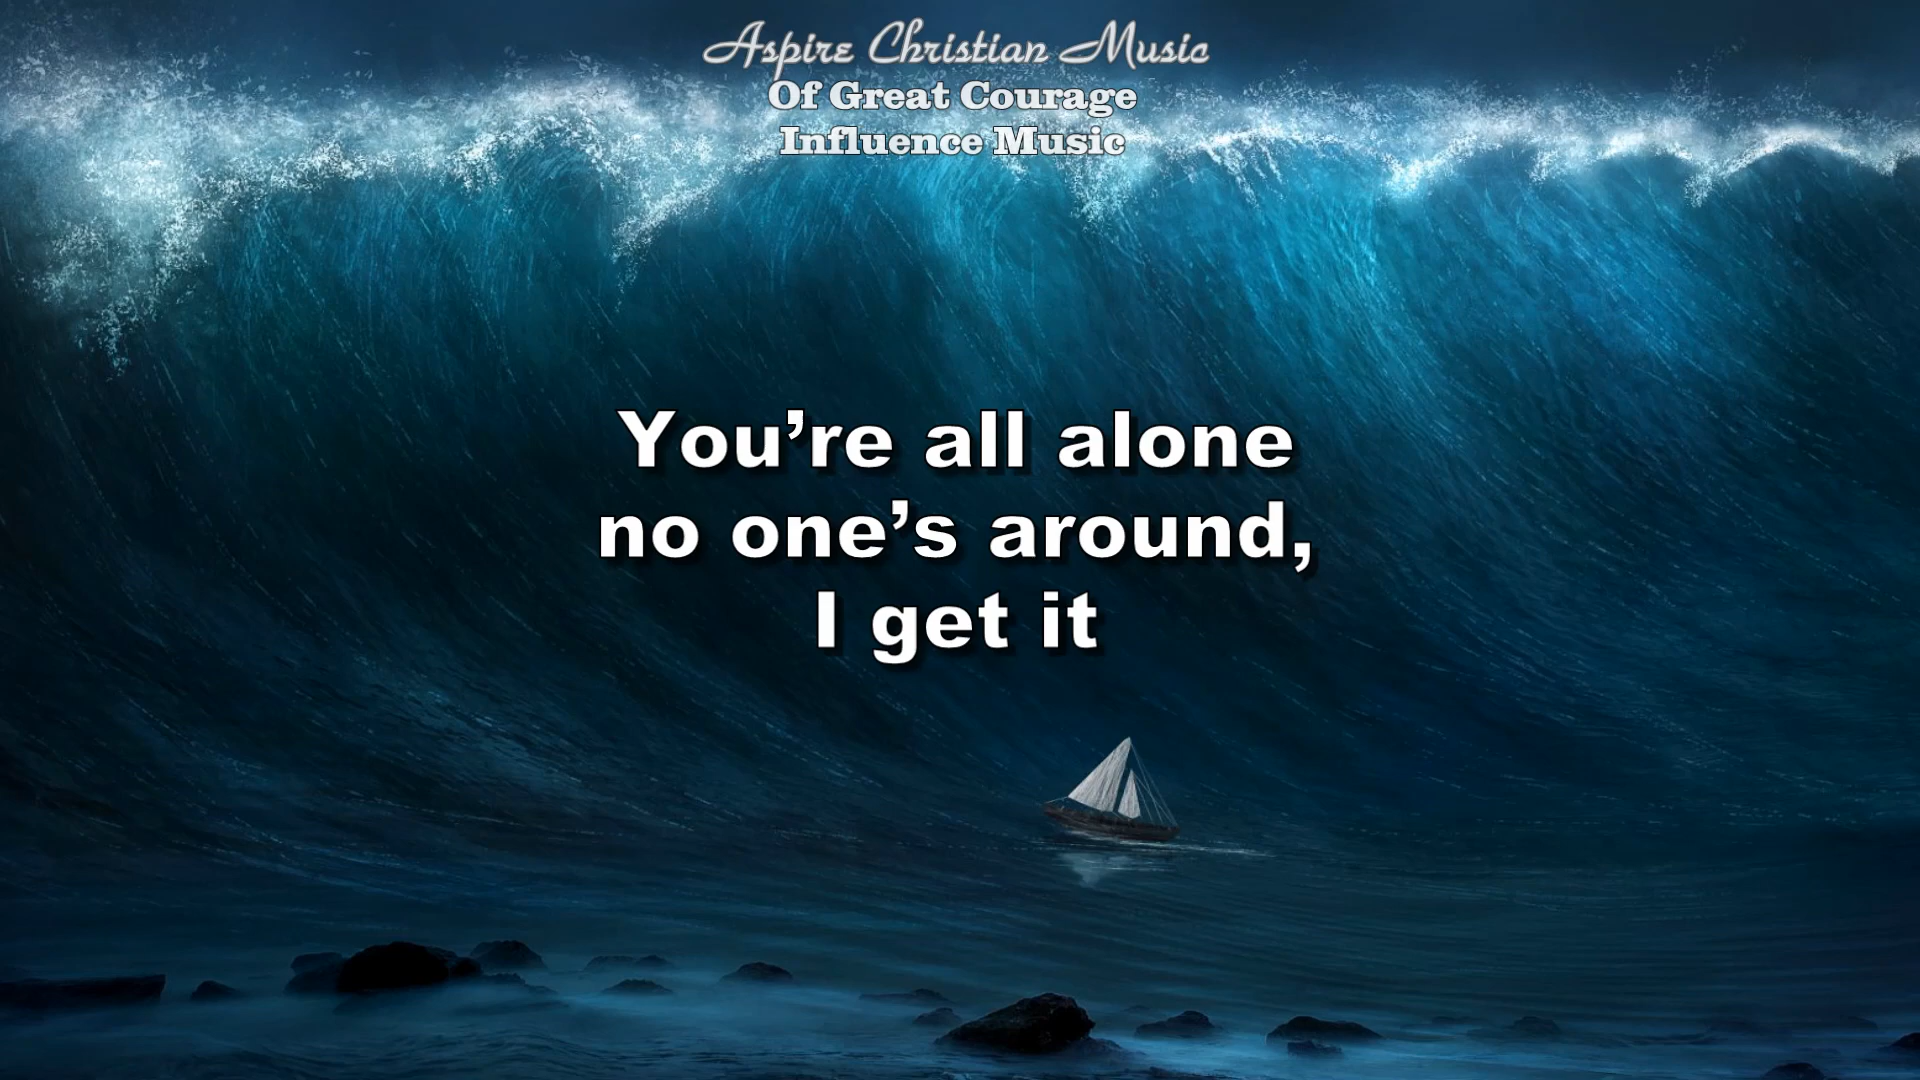 Aspire Christian Music
Of Great Courage
Influence Music
You’re all alone
no one’s around,
I get it